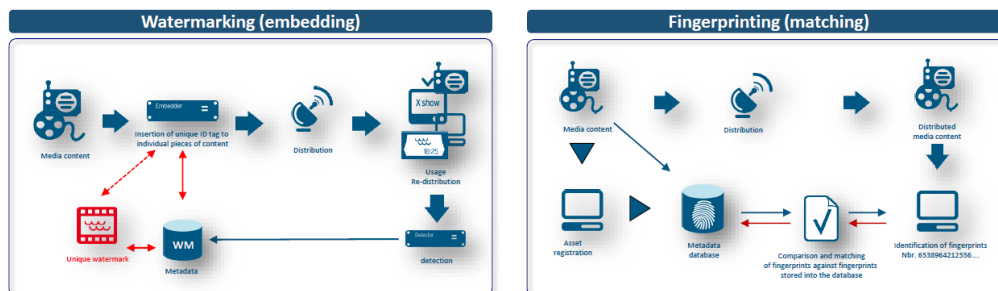 Watermarking (embedding)
Embedder
X show
18:25
Insertion of unique ID tag to
individual pieces of content
Media content
Distribution
Usage
Re-distribution
WM
Detector
Unique watermark
Metadata
detection
Fingerprinting (matching)
Media content
Distribution
Distributed
media content
Asset
registration
Metadata
database
Comparison and matching
of fingerprints against fingerprints
stored into the database
Identification of fingerprints
Nbr. 6538964212556....